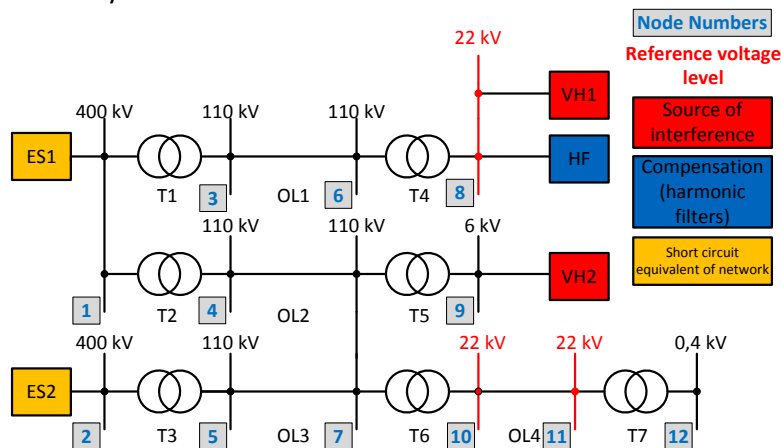 Node Numbers
Reference voltage
level
22 kV
VH1
Source of
interference
400 kV
110 kV
110 kV
ES1
HF
Compensation
(harmonic
filters)
T1
3
OL1
6
T4
8
110 kV
110 kV
6 kV
Short circuit
equivalent of network
VH2
1
T2
4
OL2
T5
9
400 kV
110 kV
22 kV
22 kV
0,4 kV
ES2
2
T3
5
OL3
7
T6
10
OL4
11
T7
12